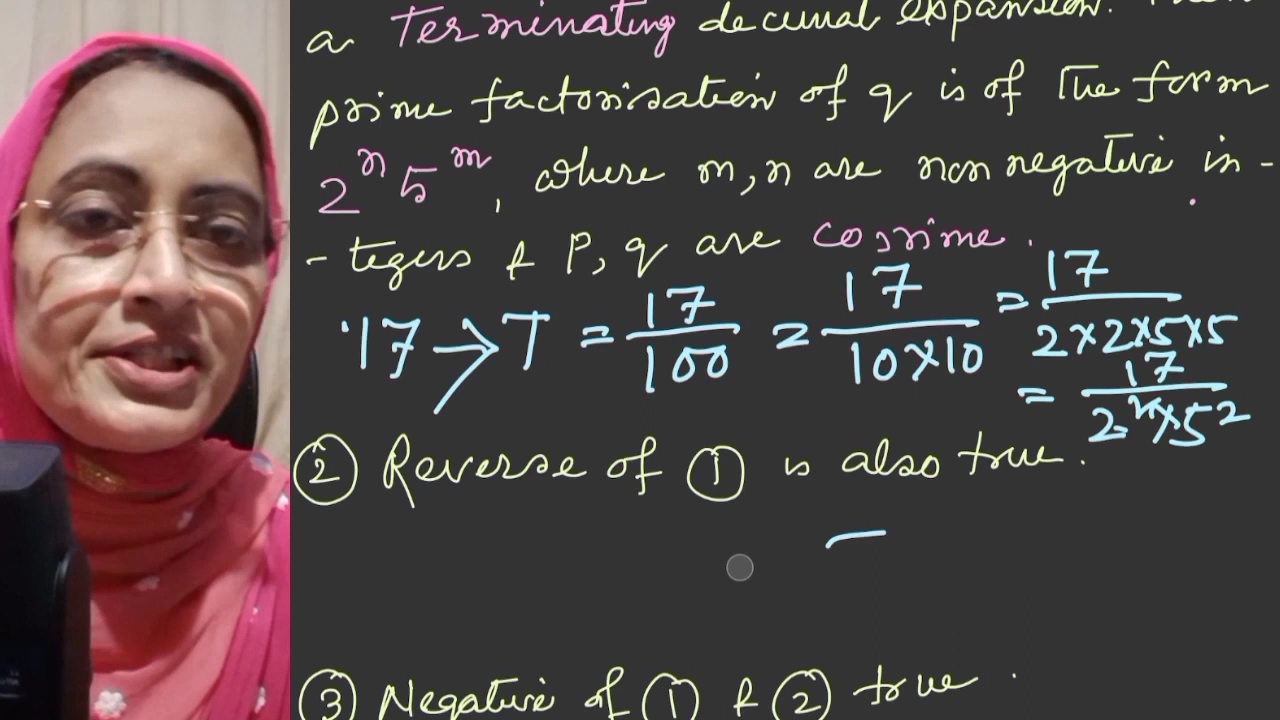 a Terminating decimal expansion. Then
prime factorisation of q is of the form
2ⁿ 5ᵐ, where m, n are non negative in-
-tegers & P, q are coprime.
·17 → T = 17/100 = 17/10×10 = 17/2×2×5×5
= 17/2²×5²
② Reverse of ① is also true.
③ Negative of ① & ② true.